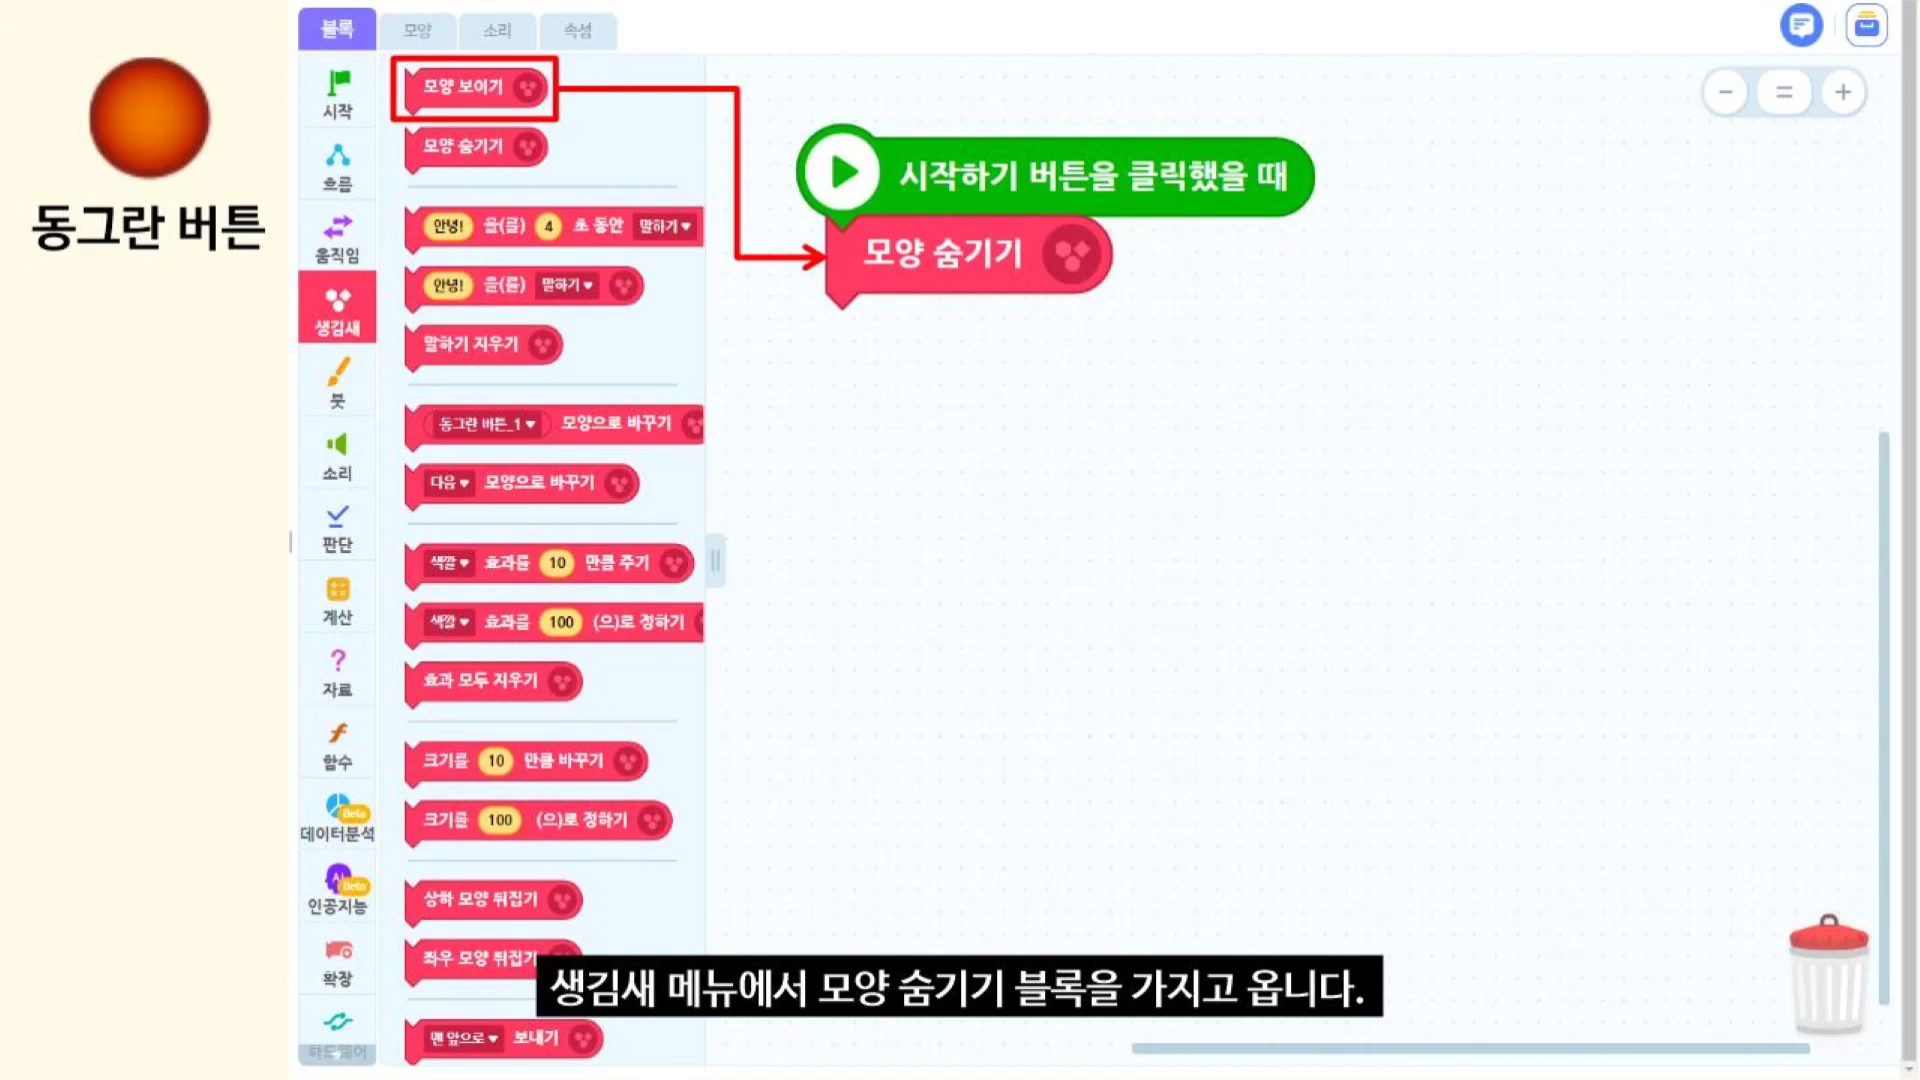 동그란 버튼
블록
모양
소리
속성
시작
흐름
움직임
생김새
붓
소리
판단
계산
자료
함수
Beta
데이터분석
AI Beta
인공지능
확장
하드웨어
모양 보이기
모양 숨기기
안녕! 을(를) 4 초 동안 말하기▼
안녕! 을(를) 말하기▼
말하기 지우기
동그란 버튼_1▼ 모양으로 바꾸기
다음▼ 모양으로 바꾸기
색깔▼ 효과를 10 만큼 주기
색깔▼ 효과를 100 (으)로 정하기
효과 모두 지우기
크기를 10 만큼 바꾸기
크기를 100 (으)로 정하기
상하 모양 뒤집기
좌우 모양 뒤집기
맨 앞으로▼ 보내기
시작하기 버튼을 클릭했을 때
모양 숨기기
생김새 메뉴에서 모양 숨기기 블록을 가지고 옵니다.